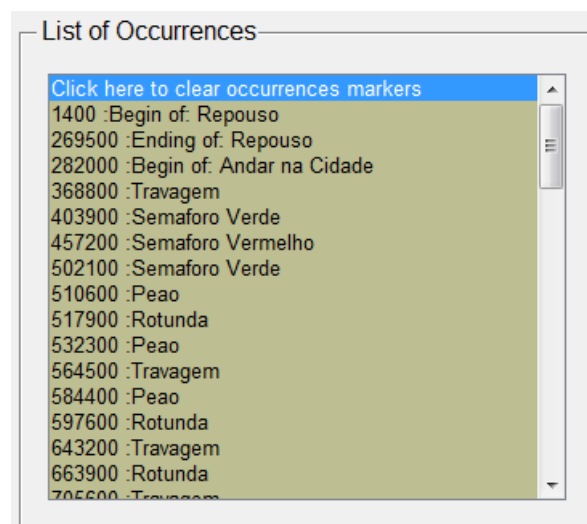 List of Occurrences
Click here to clear occurrences markers
1400 :Begin of: Repouso
269500 :Ending of: Repouso
282000 :Begin of: Andar na Cidade
368800 :Travagem
403900 :Semaforo Verde
457200 :Semaforo Vermelho
502100 :Semaforo Verde
510600 :Peao
517900 :Rotunda
532300 :Peao
564500 :Travagem
584400 :Peao
597600 :Rotunda
643200 :Travagem
663900 :Rotunda
705600 :Travagem